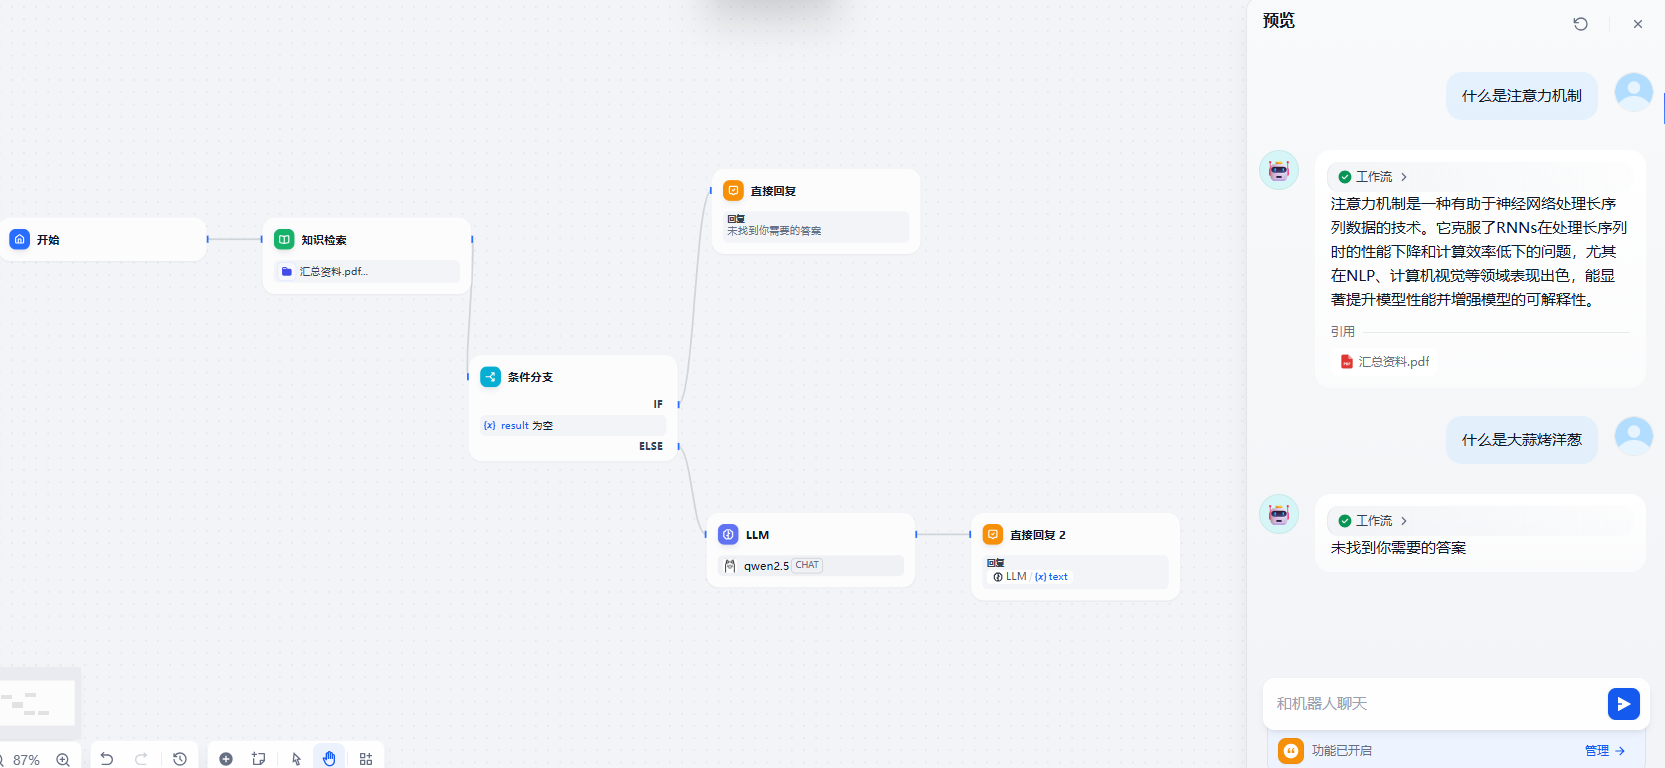 开始
知识检索
汇总资料.pdf...
条件分支
IF
{x} result 为空
ELSE
直接回复
回复
未找到你需要的答案
LLM
qwen2.5 CHAT
直接回复 2
回复
LLM / {x} text
87%
预览
什么是注意力机制
工作流
注意力机制是一种有助于神经网络处理长序
列数据的技术。它克服了RNNs在处理长序列
时的性能下降和计算效率低下的问题，尤其
在NLP、计算机视觉等领域表现出色，能显
著提升模型性能并增强模型的可解释性。
引用
汇总资料.pdf
什么是大蒜烤洋葱
工作流
未找到你需要的答案
和机器人聊天
功能已开启
管理